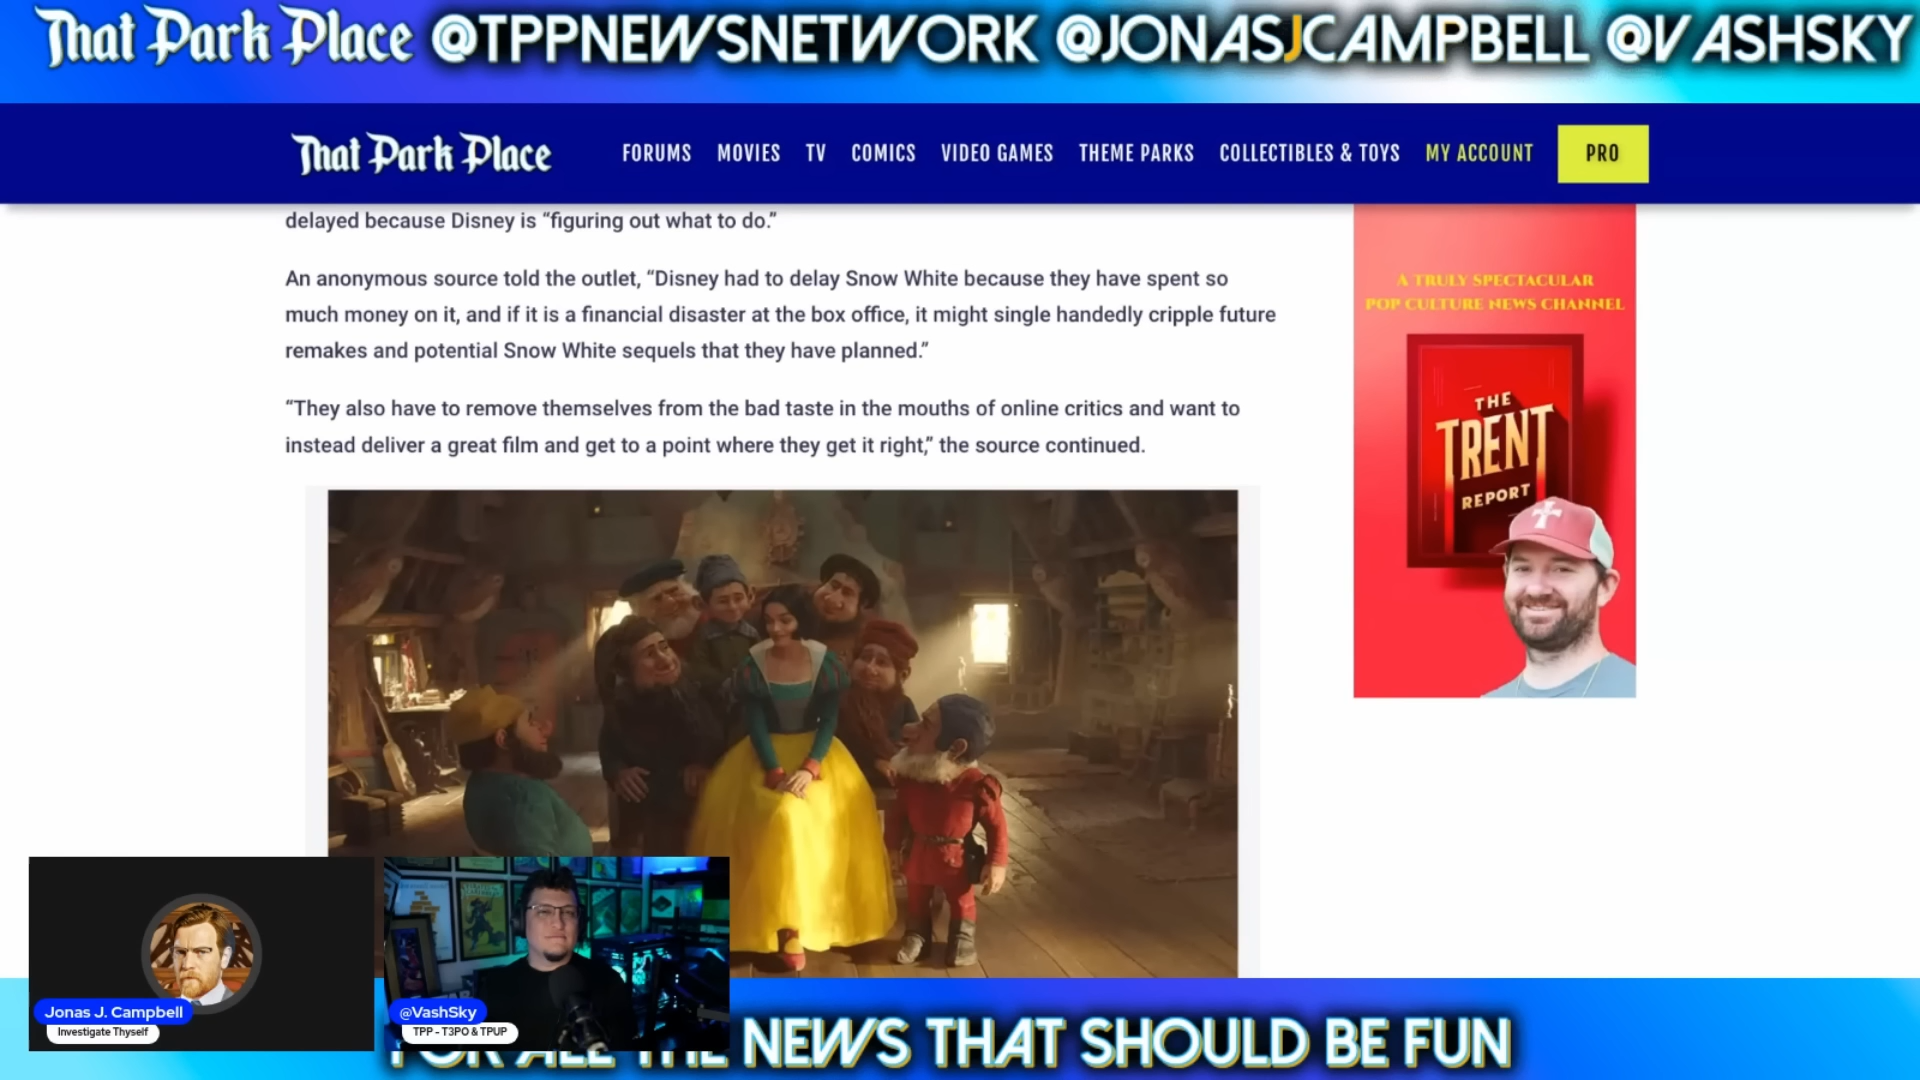 That Park Place @TPPNEWSNETWORK @JONASJCAMPBELL @VASHSKY
That Park Place FORUMS MOVIES TV COMICS VIDEO GAMES THEME PARKS COLLECTIBLES & TOYS MY ACCOUNT PRO
delayed because Disney is “figuring out what to do.”
An anonymous source told the outlet, “Disney had to delay Snow White because they have spent so
much money on it, and if it is a financial disaster at the box office, it might single handedly cripple future
remakes and potential Snow White sequels that they have planned.”
“They also have to remove themselves from the bad taste in the mouths of online critics and want to
instead deliver a great film and get to a point where they get it right,” the source continued.
A TRULY SPECTACULAR
POP CULTURE NEWS CHANNEL
THE
TRENT
REPORT
Jonas J. Campbell
Investigate Thyself
@VashSky
TPP - T3PO & TPUP
FOR ALL THE NEWS THAT SHOULD BE FUN